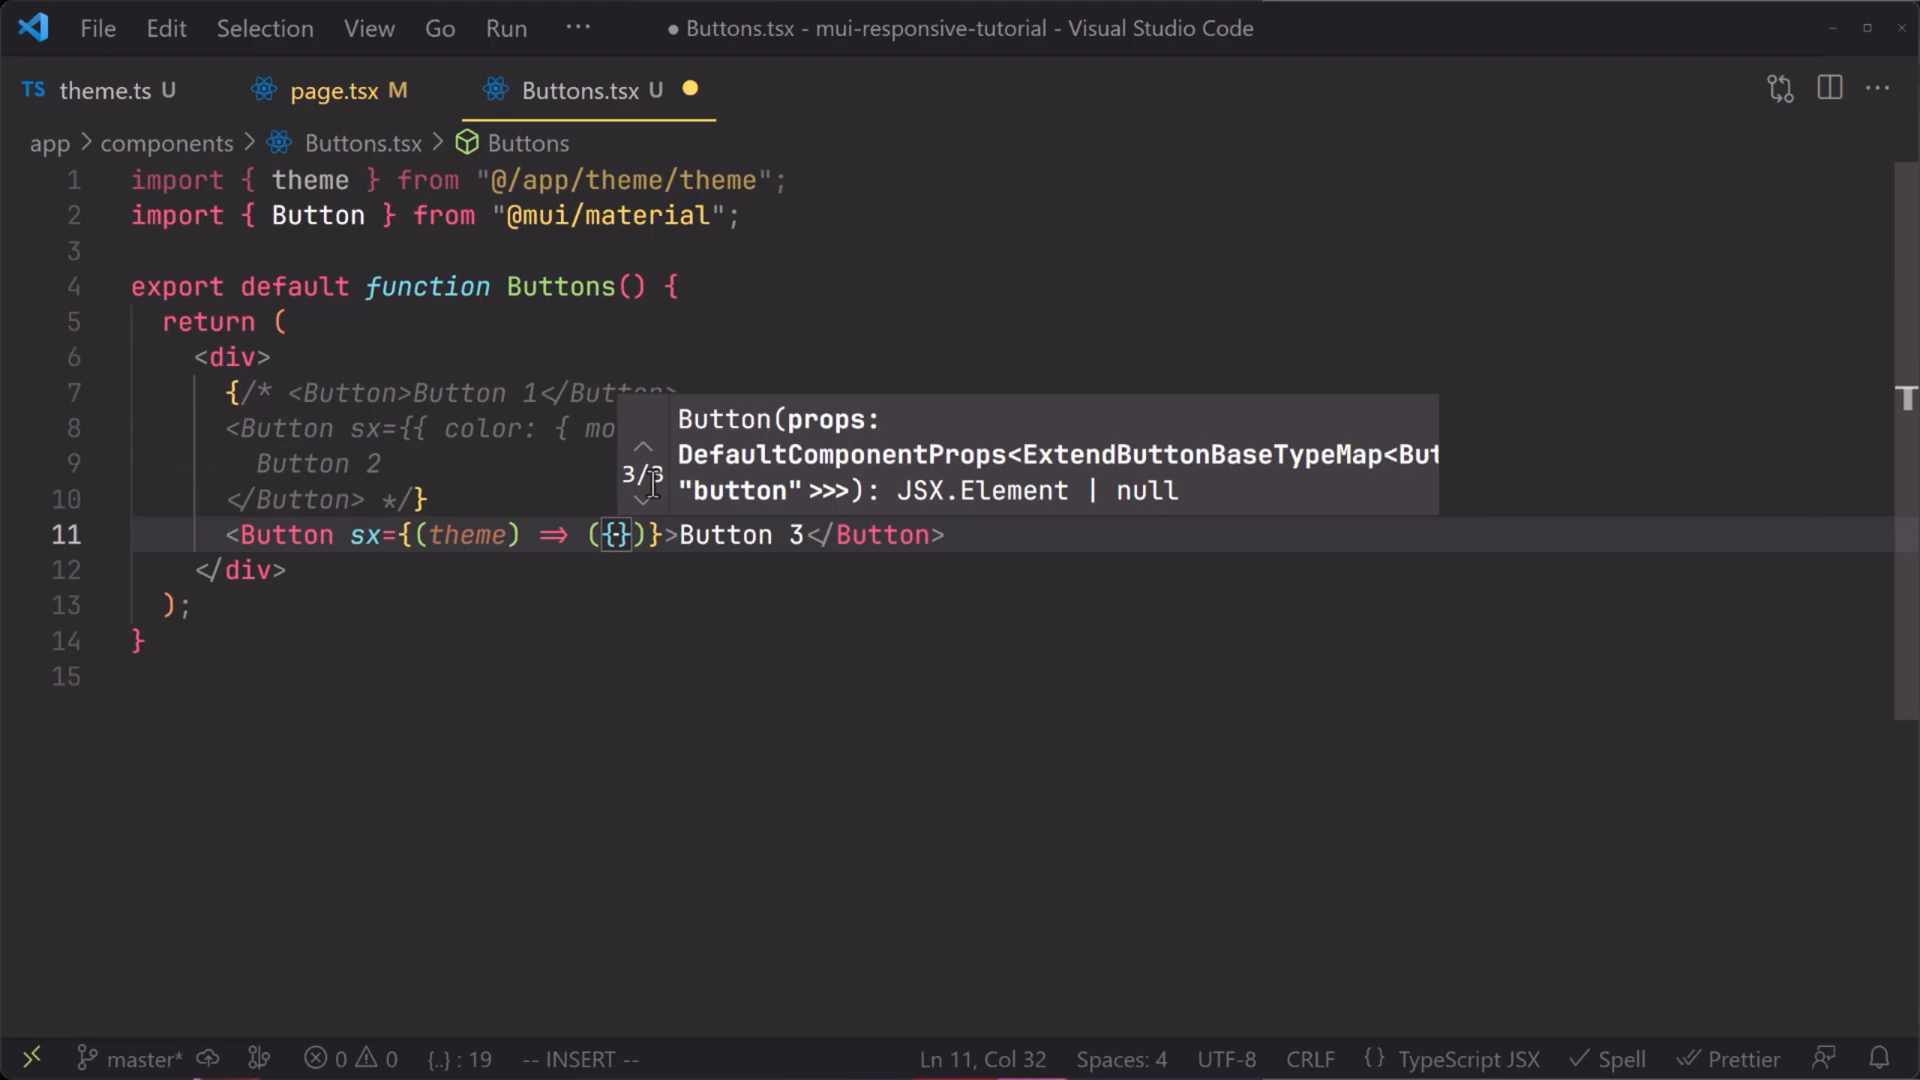 File Edit Selection View Go Run ··· ● Buttons.tsx - mui-responsive-tutorial - Visual Studio Code
TS theme.ts U page.tsx M Buttons.tsx U
app > components > Buttons.tsx > Buttons
1 import { theme } from "@/app/theme/theme";
2 import { Button } from "@mui/material";
3
4 export default function Buttons() {
5 return (
6 <div>
7 {/* <Button>Button 1</Button>
8 <Button sx={{ color: { mo
9 Button 2
10 </Button> */}
11 <Button sx={(theme) => ({})}>Button 3</Button>
12 </div>
13 );
14 }
15
3/3
Button(props:
DefaultComponentProps<ExtendButtonBaseTypeMap<But
"button">>>): JSX.Element | null
master* 0 0 {..} : 19 -- INSERT -- Ln 11, Col 32 Spaces: 4 UTF-8 CRLF {} TypeScript JSX Spell Prettier